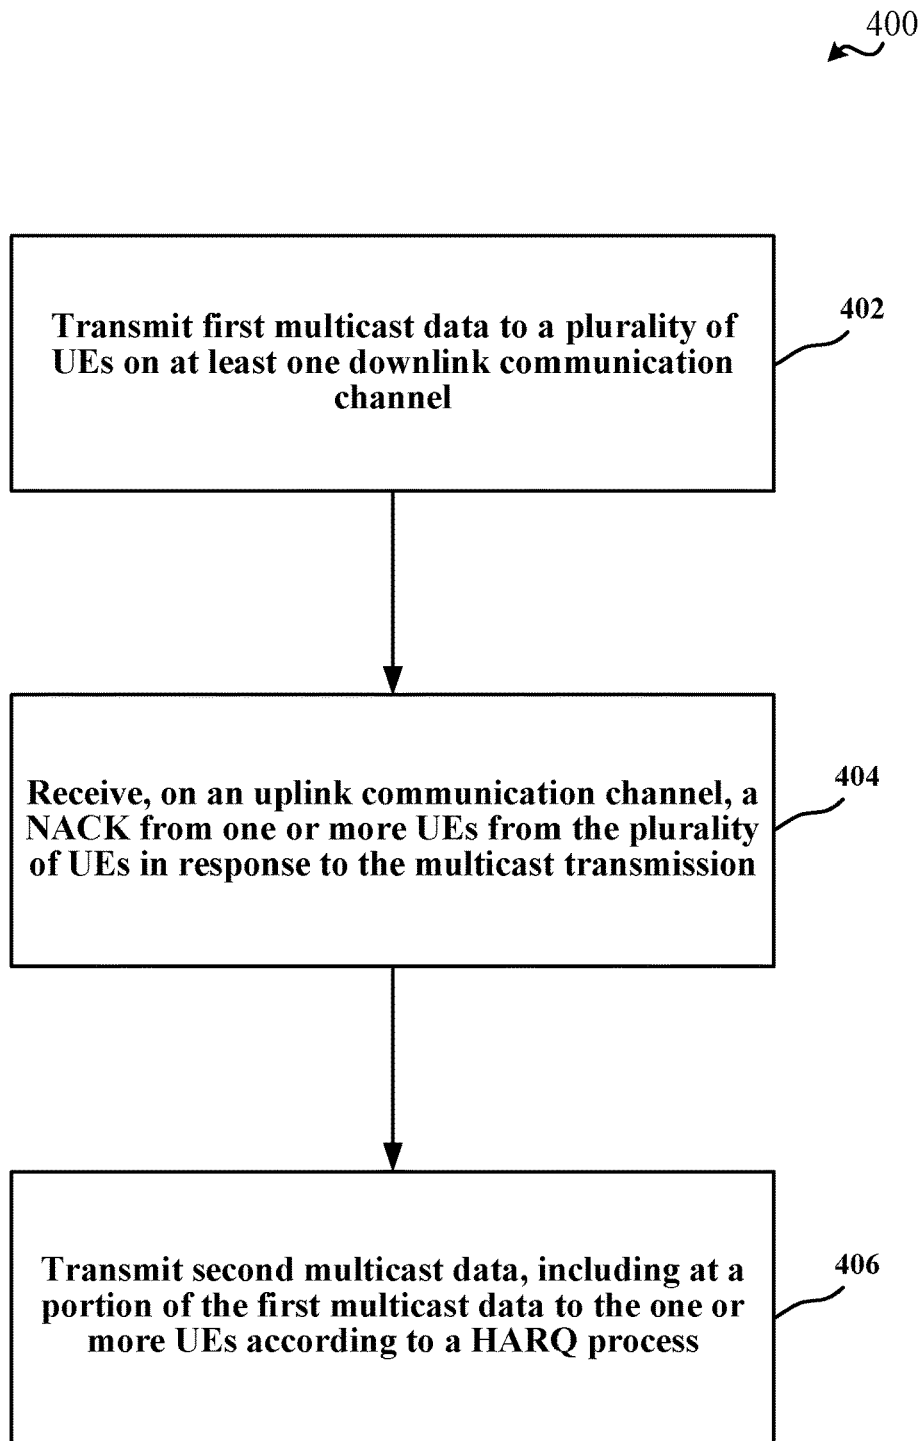 400
Transmit first multicast data to a plurality of
UEs on at least one downlink communication
channel
402
Receive, on an uplink communication channel, a
NACK from one or more UEs from the plurality
of UEs in response to the multicast transmission
404
Transmit second multicast data, including at a
portion of the first multicast data to the one or
more UEs according to a HARQ process
406